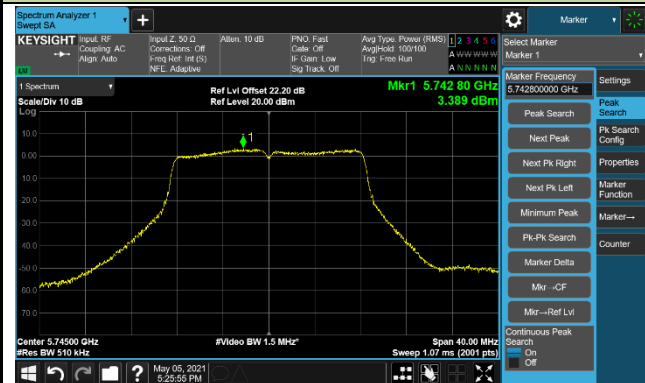 Spectrum Analyzer 1
Swept SA
Marker
KEYSIGHT
Input: RF
Coupling: AC
Align: Auto
Input Z: 50 Ω
Corrections: Off
Freq Ref: Int (S)
NFE: Adaptive
Atten: 10 dB
PNO: Fast
Gate: Off
IF Gain: Low
Sig Track: Off
Avg Type: Power (RMS)
Avg|Hold: 100/100
Trig: Free Run
1 2 3 4 5 6
A W W W W W
A N N N N N
LXI
Select Marker
Marker 1
1 Spectrum
Scale/Div 10 dB
Log
Ref Lvl Offset 22.20 dB
Ref Level 20.00 dBm
Mkr1 5.742 80 GHz
3.389 dBm
10.0
0.00
10.0
20.0
30.0
40.0
50.0
60.0
70.0
1
Center 5.74500 GHz
#Res BW 510 kHz
#Video BW 1.5 MHz*
Span 40.00 MHz
Sweep 1.07 ms (2001 pts)
Marker Frequency
5.742800000 GHz
Peak Search
Next Peak
Next Pk Right
Next Pk Left
Minimum Peak
Pk-Pk Search
Marker Delta
Mkr→CF
Mkr→Ref Lvl
Continuous Peak
Search
On
Off
Settings
Peak
Search
Pk Search
Config
Properties
Marker
Function
Marker→
Counter
?
May 05, 2021
5:25:55 PM